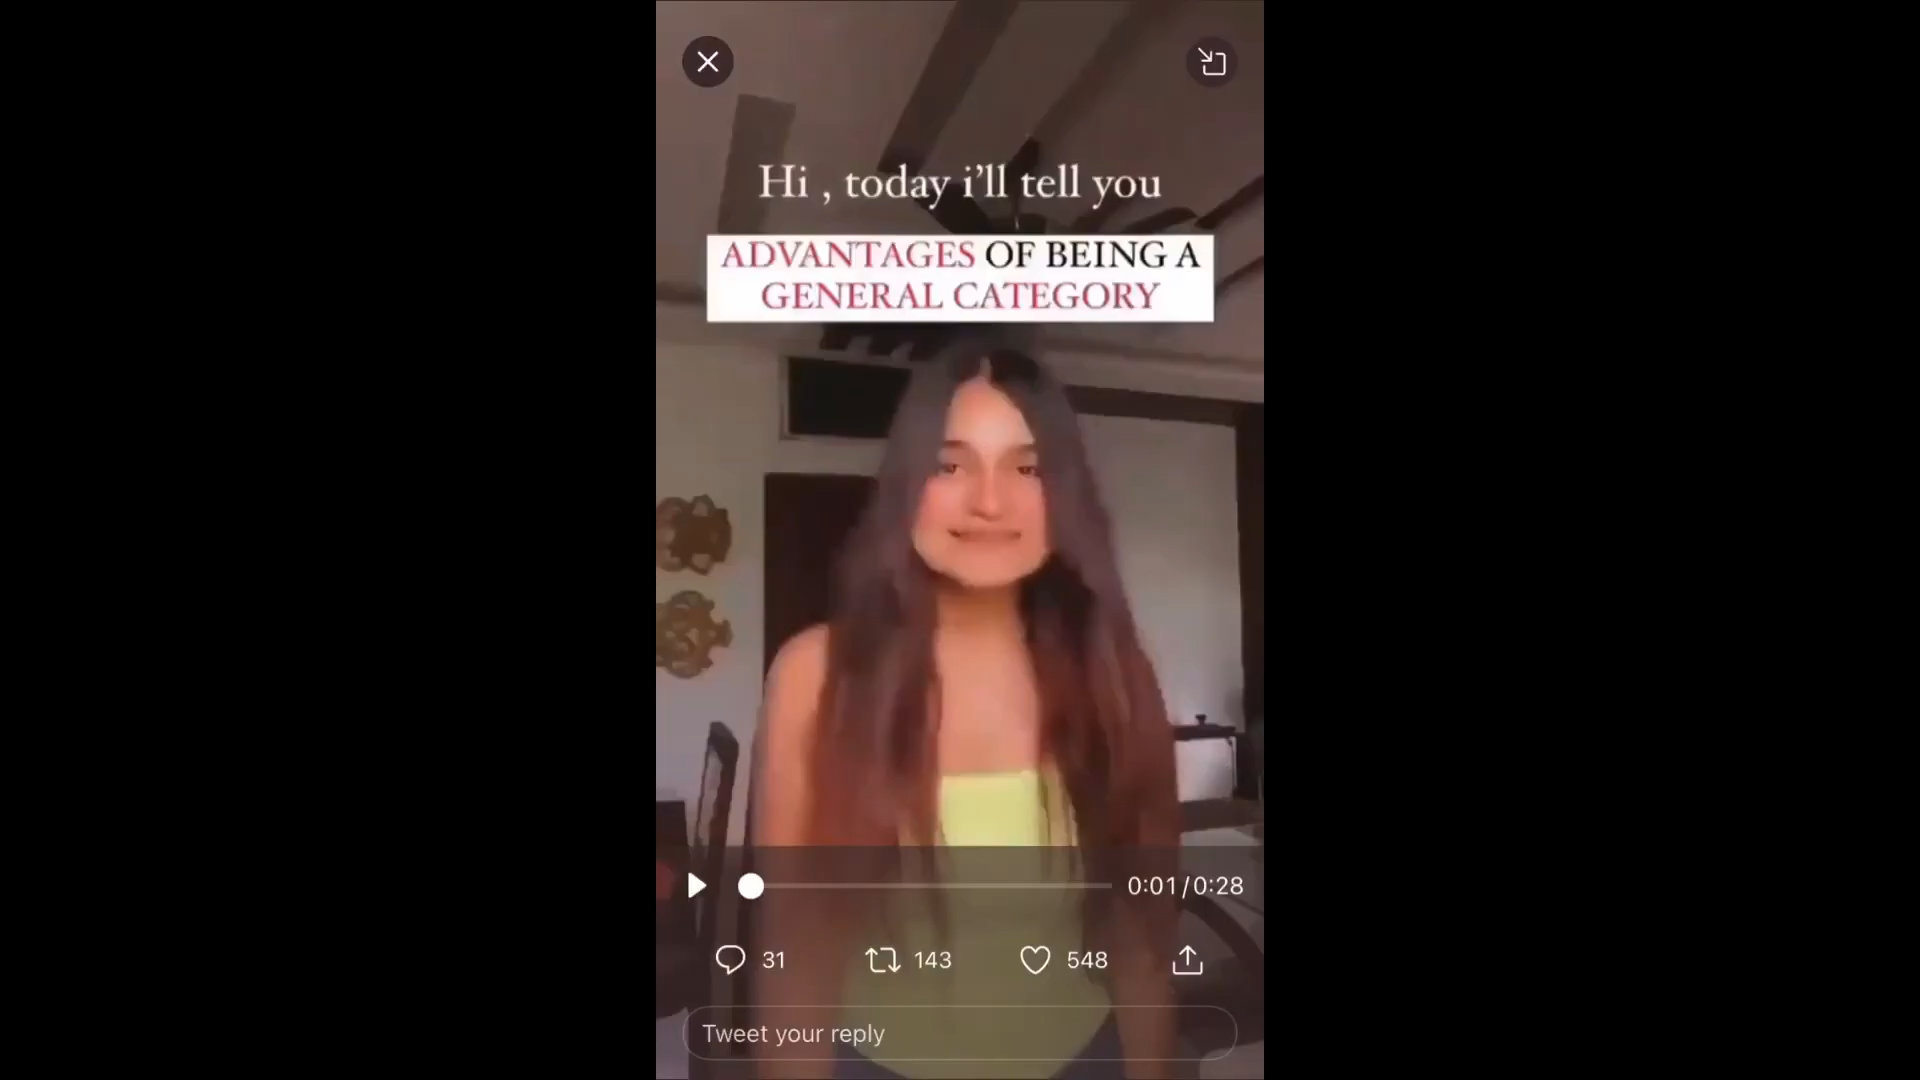 Hi , today i'll tell you
ADVANTAGES OF BEING A
GENERAL CATEGORY
0:01/0:28
31
143
548
Tweet your reply